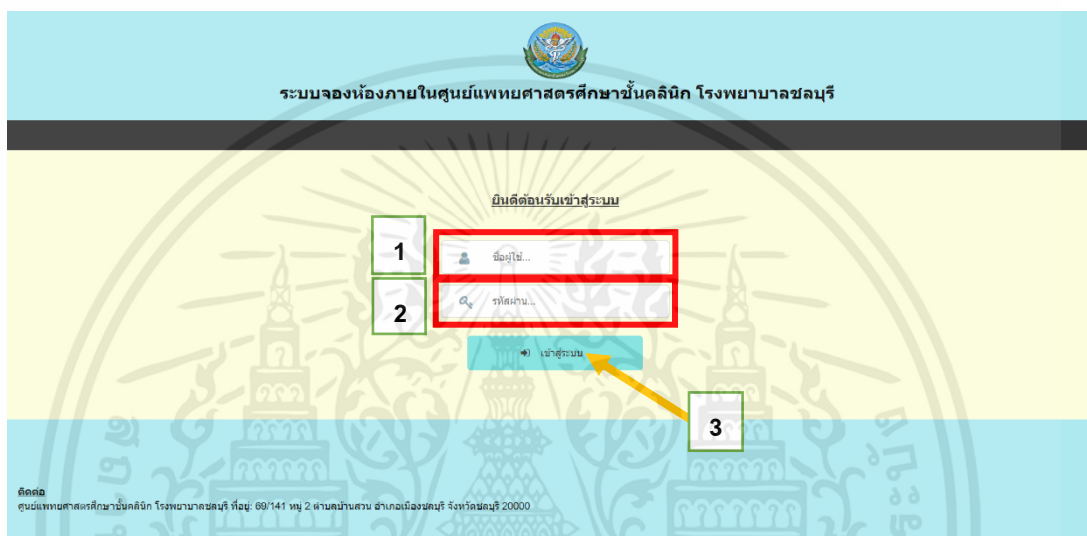 ระบบจองห้องภายในศูนย์แพทยศาสตรศึกษาชั้นคลินิก โรงพยาบาลชลบุรี
ยินดีต้อนรับเข้าสู่ระบบ
1
ชื่อผู้ใช้...
2
รหัสผ่าน...
เข้าสู่ระบบ
3
ติดต่อ
ศูนย์แพทยศาสตรศึกษาชั้นคลินิก โรงพยาบาลชลบุรี ที่อยู่: 69/141 หมู่ 2 ตำบลบ้านสวน อำเภอเมืองชลบุรี จังหวัดชลบุรี 20000